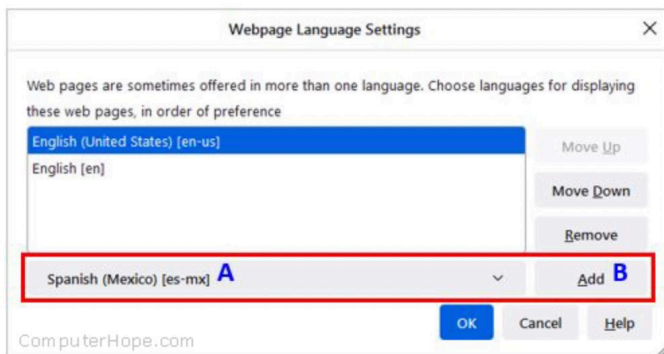 Webpage Language Settings
Web pages are sometimes offered in more than one language. Choose languages for displaying
these web pages, in order of preference
English (United States) [en-us]
Move Up
English [en]
Move Down
Remove
Spanish (Mexico) [es-mx] A
Add B
OK
Cancel
Help
ComputerHope.com